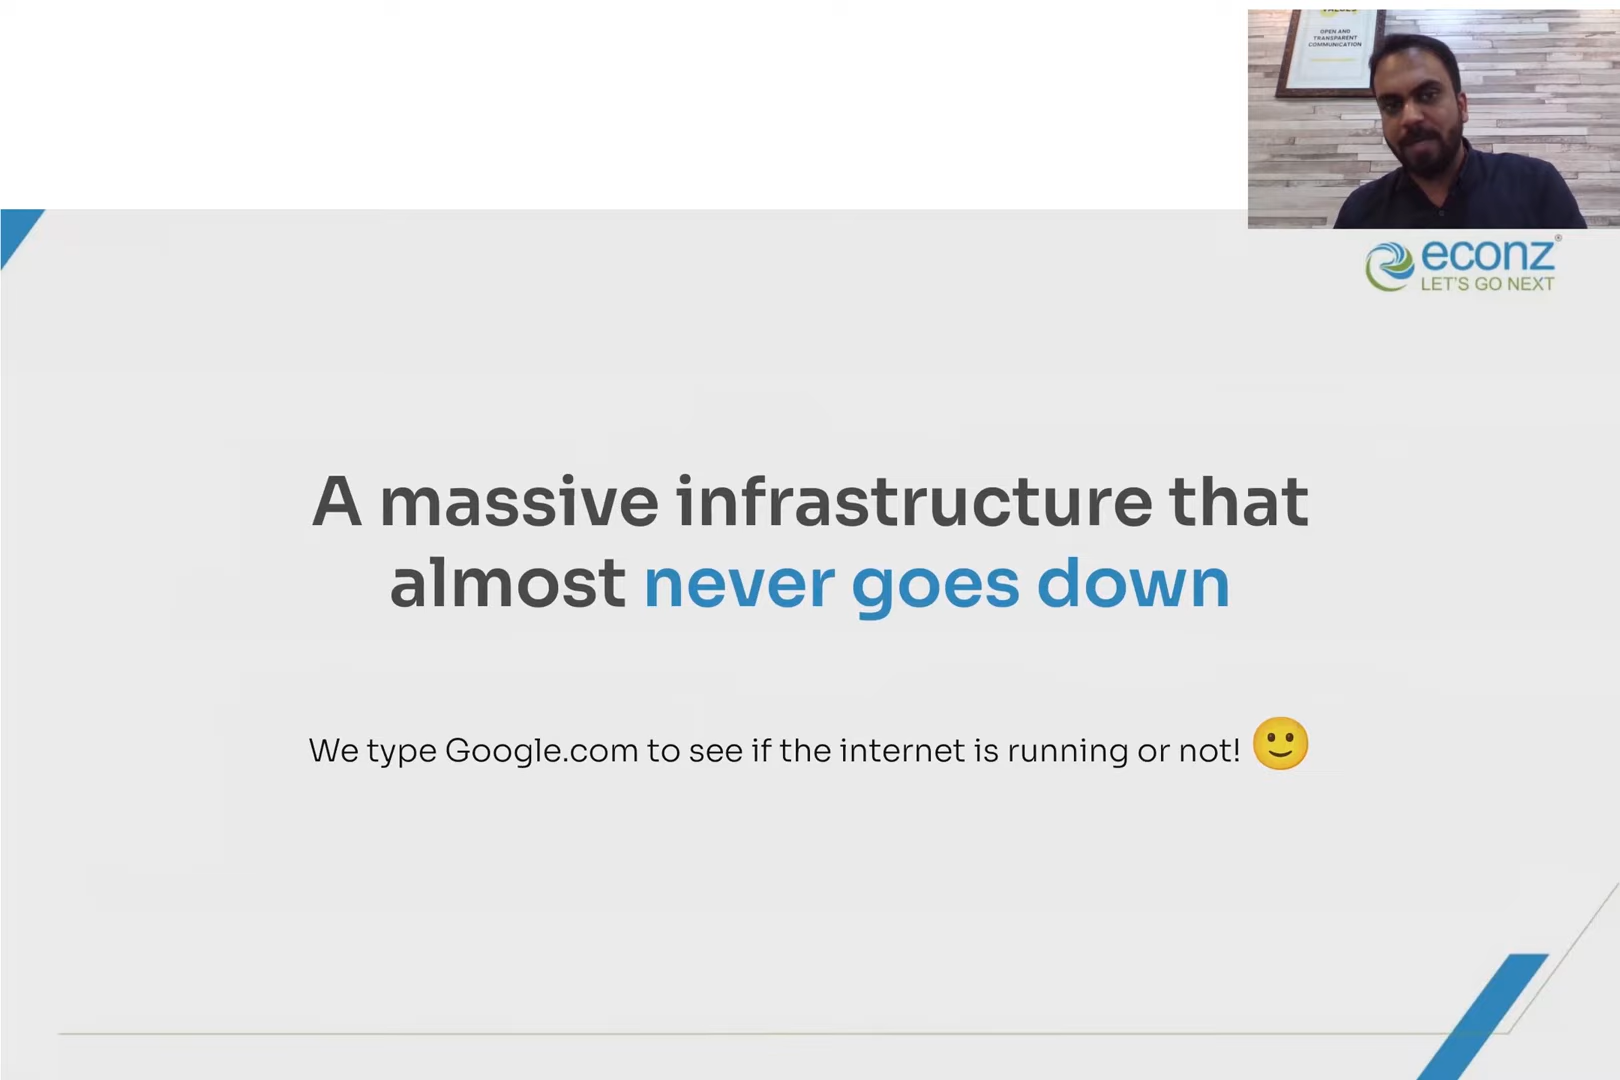 VALUES
OPEN AND
TRANSPARENT
COMMUNICATION
econz®
LET'S GO NEXT
A massive infrastructure that
almost never goes down
We type Google.com to see if the internet is running or not! 🙂